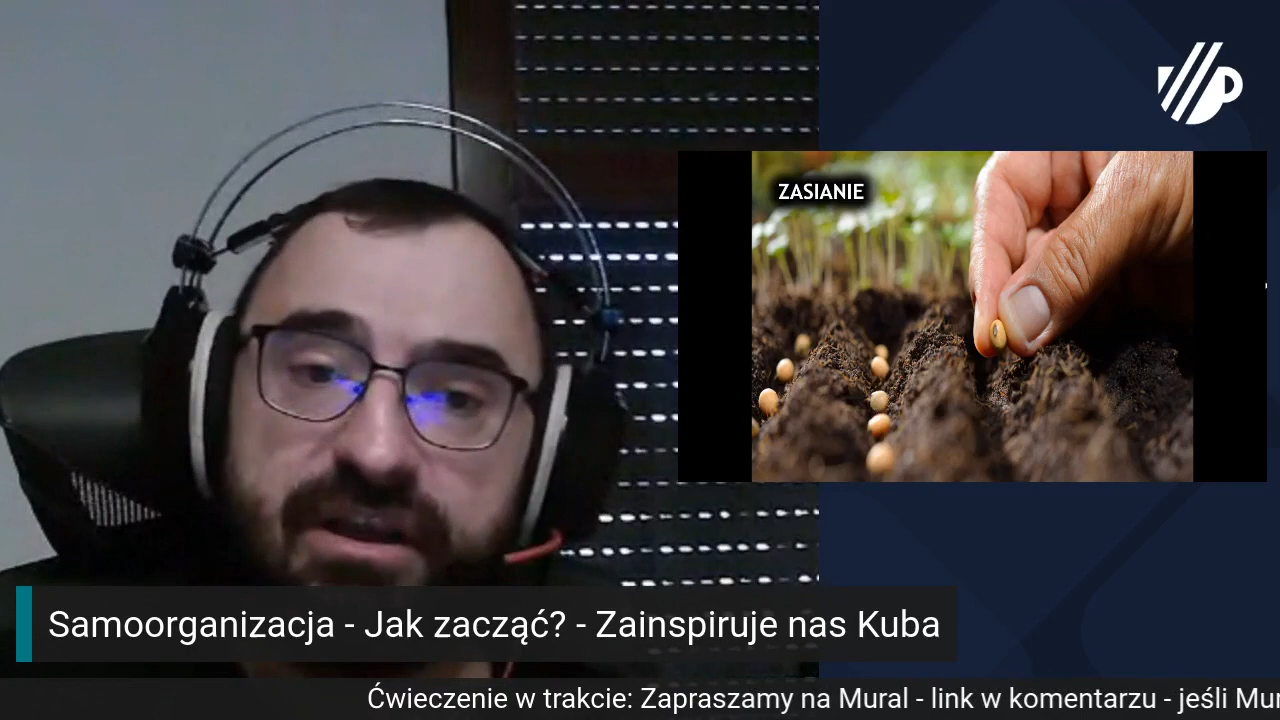 ZASIANIE
Samoorganizacja - Jak zacząć? - Zainspiruje nas Kuba
Ćwieczenie w trakcie: Zapraszamy na Mural - link w komentarzu - jeśli